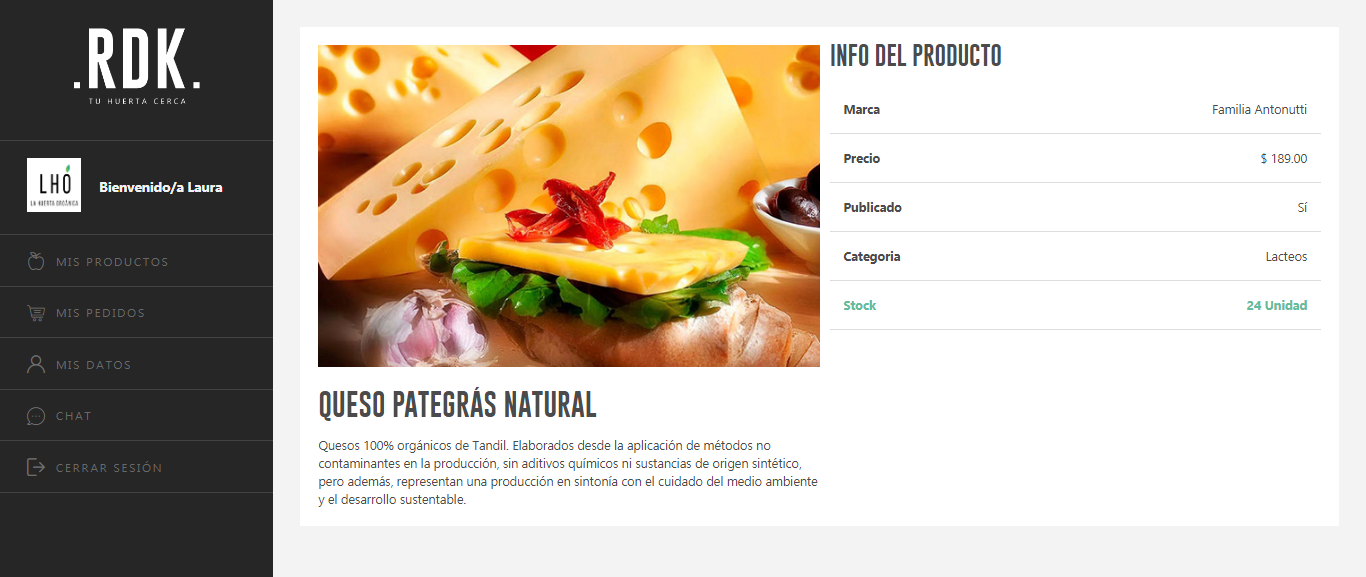 .RDK.
TU HUERTA CERCA
LHO
LA HUERTA ORGÁNICA
Bienvenido/a Laura
MIS PRODUCTOS
MIS PEDIDOS
MIS DATOS
CHAT
CERRAR SESIÓN
QUESO PATEGRÁS NATURAL
Quesos 100% orgánicos de Tandil. Elaborados desde la aplicación de métodos no
contaminantes en la producción, sin aditivos químicos ni sustancias de origen sintético,
pero además, representan una producción en sintonía con el cuidado del medio ambiente
y el desarrollo sustentable.
INFO DEL PRODUCTO
Marca Familia Antonutti
Precio $ 189.00
Publicado Sí
Categoria Lacteos
Stock 24 Unidad